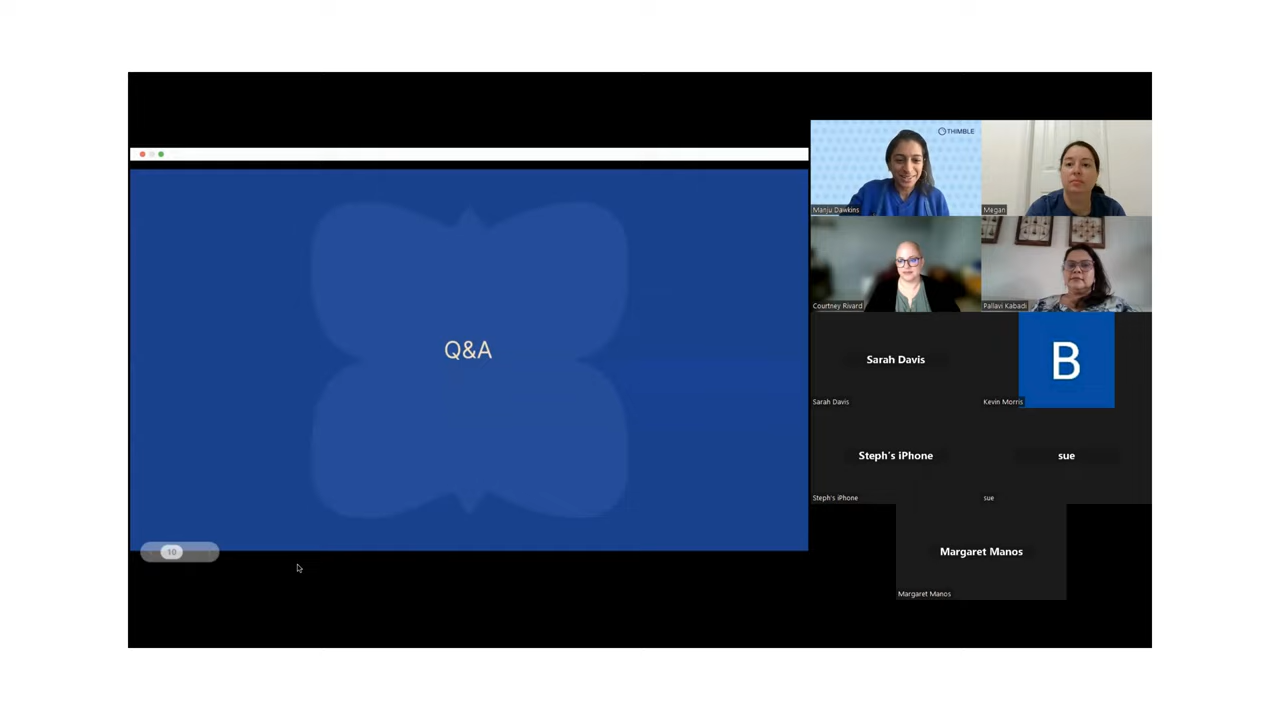 THIMBLE
Manju Dawkins
Megan
Courtney Rivard
Pallavi Kabadi
Q&A
Sarah Davis
B
Sarah Davis
Kevin Morris
Steph's iPhone
sue
Steph's iPhone
sue
10
Margaret Manos
Margaret Manos